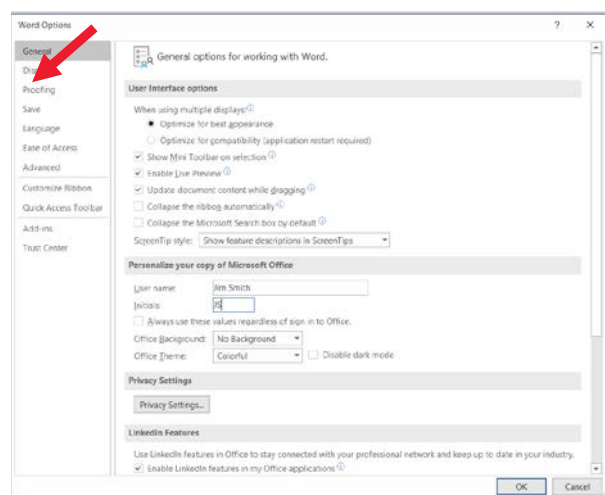 Word Options
?
General
Dis
Proofing
Save
Language
Ease of Access
Advanced
Customize Ribbon
Quick Access Toolbar
Add-ins
Trust Center
General options for working with Word.
User Interface options
When using multiple displays:
Optimize for best appearance
Optimize for compatibility (application restart required)
Show Mini Toolbar on selection
Enable Live Preview
Update document content while dragging
Collapse the ribbon automatically
Collapse the Microsoft Search box by default
ScreenTip style: Show feature descriptions in ScreenTips
Personalize your copy of Microsoft Office
User name: Jim Smith
Initials: JS
Always use these values regardless of sign in to Office.
Office Background: No Background
Office Theme: Colorful Disable dark mode
Privacy Settings
Privacy Settings...
LinkedIn Features
Use LinkedIn features in Office to stay connected with your professional network and keep up to date in your industry.
Enable LinkedIn features in my Office applications
OK Cancel